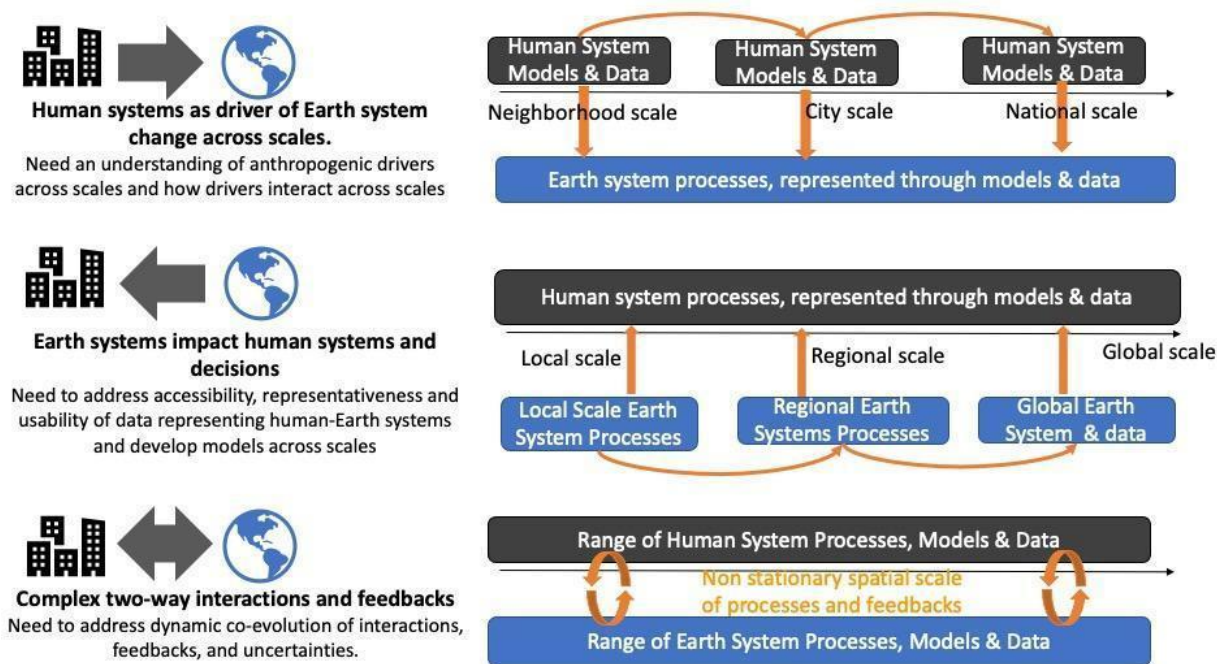 Human systems as driver of Earth system
change across scales.
Need an understanding of anthropogenic drivers
across scales and how drivers interact across scales
Human System
Models & Data
Human System
Models & Data
Human System
Models & Data
Neighborhood scale
City scale
National scale
Earth system processes, represented through models & data
Earth systems impact human systems and
decisions
Need to address accessibility, representativeness and
usability of data representing human-Earth systems
and develop models across scales
Human system processes, represented through models & data
Local scale
Regional scale
Global scale
Local Scale Earth
System Processes
Regional Earth
Systems Processes
Global Earth
System & data
Complex two-way interactions and feedbacks
Need to address dynamic co-evolution of interactions,
feedbacks, and uncertainties.
Range of Human System Processes, Models & Data
Non stationary spatial scale
of processes and feedbacks
Range of Earth System Processes, Models & Data